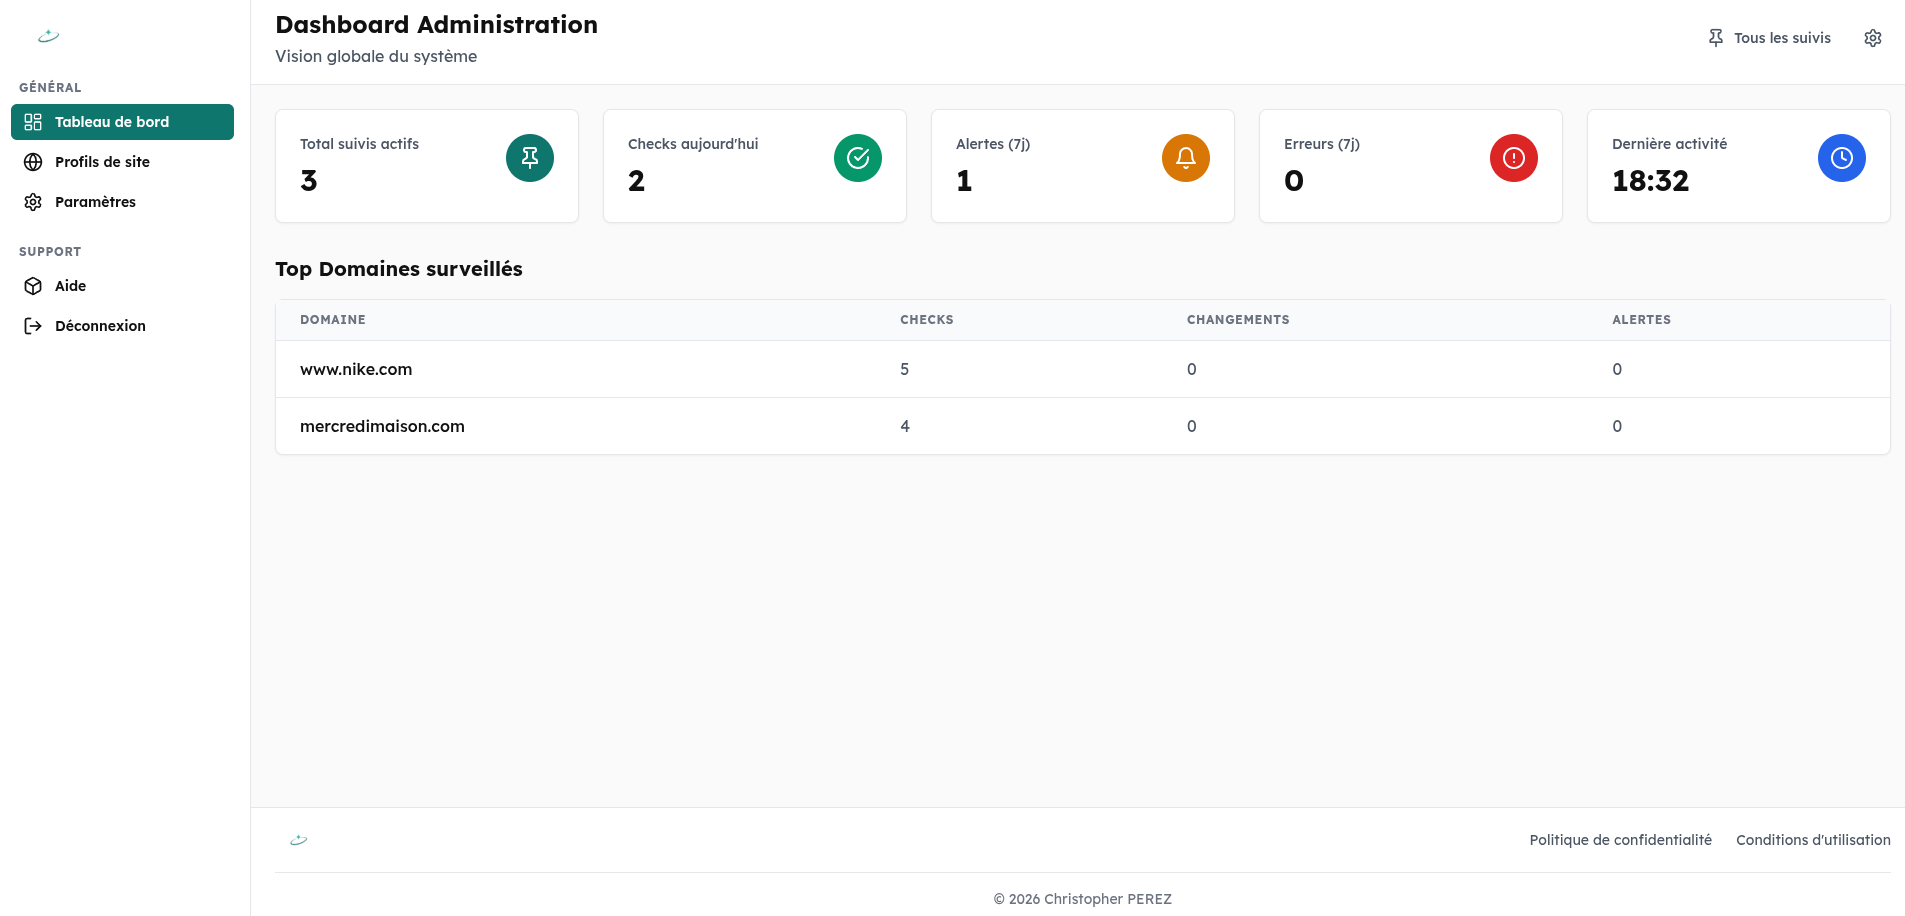 Dashboard Administration
Vision globale du système
Tous les suivis
GÉNÉRAL
Tableau de bord
Profils de site
Paramètres
SUPPORT
Aide
Déconnexion
Total suivis actifs
3
Checks aujourd'hui
2
Alertes (7j)
1
Erreurs (7j)
0
Dernière activité
18:32
Top Domaines surveillés
DOMAINE CHECKS CHANGEMENTS ALERTES
www.nike.com 5 0 0
mercredimaison.com 4 0 0
Politique de confidentialité Conditions d'utilisation
© 2026 Christopher PEREZ